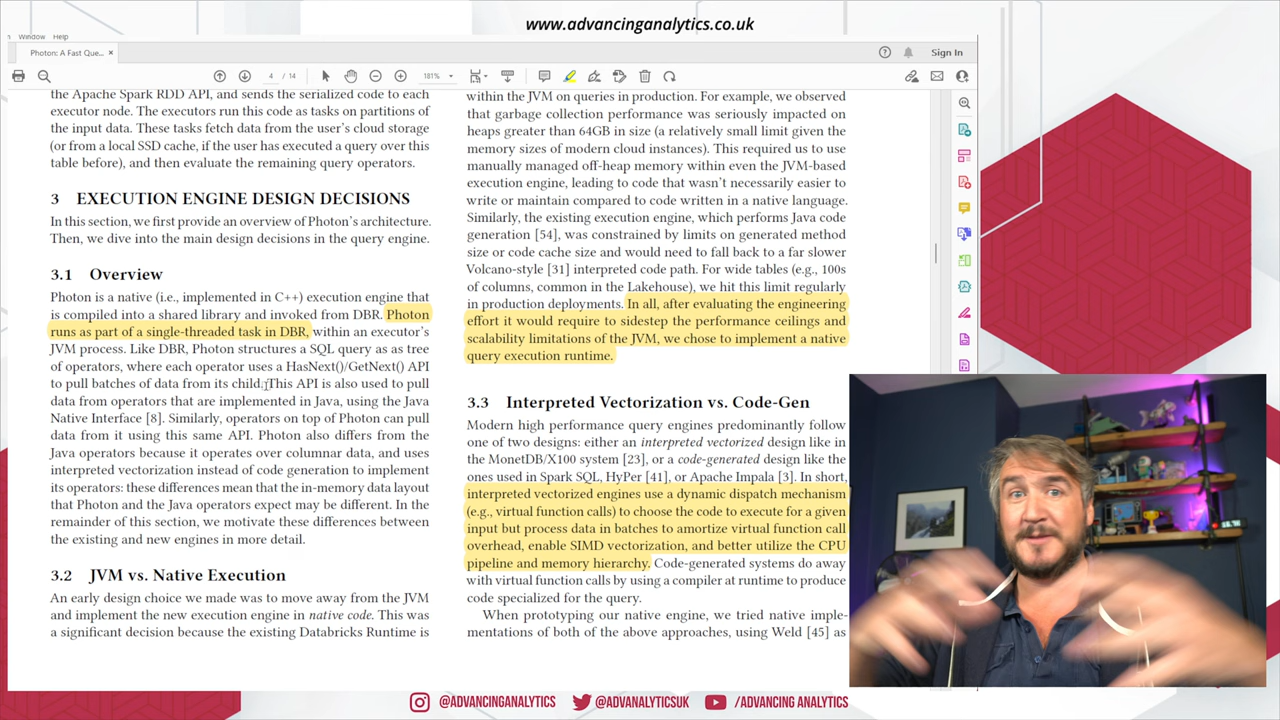 www.advancinganalytics.co.uk
Window Help
Photon: A Fast Que... ×
Sign In
4 / 14
181%
the Apache Spark RDD API, and sends the serialized code to each
executor node. The executors run this code as tasks on partitions of
the input data. These tasks fetch data from the user's cloud storage
(or from a local SSD cache, if the user has executed a query over this
table before), and then evaluate the remaining query operators.
3 EXECUTION ENGINE DESIGN DECISIONS
In this section, we first provide an overview of Photon's architecture.
Then, we dive into the main design decisions in the query engine.
3.1 Overview
Photon is a native (i.e., implemented in C++) execution engine that
is compiled into a shared library and invoked from DBR. Photon
runs as part of a single-threaded task in DBR, within an executor's
JVM process. Like DBR, Photon structures a SQL query as as tree
of operators, where each operator uses a HasNext()/GetNext() API
to pull batches of data from its child. This API is also used to pull
data from operators that are implemented in Java, using the Java
Native Interface [8]. Similarly, operators on top of Photon can pull
data from it using this same API. Photon also differs from the
Java operators because it operates over columnar data, and uses
interpreted vectorization instead of code generation to implement
its operators: these differences mean that the in-memory data layout
that Photon and the Java operators expect may be different. In the
remainder of this section, we motivate these differences between
the existing and new engines in more detail.
3.2 JVM vs. Native Execution
An early design choice we made was to move away from the JVM
and implement the new execution engine in native code. This was
a significant decision because the existing Databricks Runtime is
within the JVM on queries in production. For example, we observed
that garbage collection performance was seriously impacted on
heaps greater than 64GB in size (a relatively small limit given the
memory sizes of modern cloud instances). This required us to use
manually managed off-heap memory within even the JVM-based
execution engine, leading to code that wasn't necessarily easier to
write or maintain compared to code written in a native language.
Similarly, the existing execution engine, which performs Java code
generation [54], was constrained by limits on generated method
size or code cache size and would need to fall back to a far slower
Volcano-style [31] interpreted code path. For wide tables (e.g., 100s
of columns, common in the Lakehouse), we hit this limit regularly
in production deployments. In all, after evaluating the engineering
effort it would require to sidestep the performance ceilings and
scalability limitations of the JVM, we chose to implement a native
query execution runtime.
3.3 Interpreted Vectorization vs. Code-Gen
Modern high performance query engines predominantly follow
one of two designs: either an interpreted vectorized design like in
the MonetDB/X100 system [23], or a code-generated design like the
ones used in Spark SQL, HyPer [41], or Apache Impala [3]. In short,
interpreted vectorized engines use a dynamic dispatch mechanism
(e.g., virtual function calls) to choose the code to execute for a given
input but process data in batches to amortize virtual function call
overhead, enable SIMD vectorization, and better utilize the CPU
pipeline and memory hierarchy. Code-generated systems do away
with virtual function calls by using a compiler at runtime to produce
code specialized for the query.
When prototyping our native engine, we tried native imple-
mentations of both of the above approaches, using Weld [45] as
@ADVANCINGANALYTICS
@ADVANALYTICSUK
/ADVANCING ANALYTICS